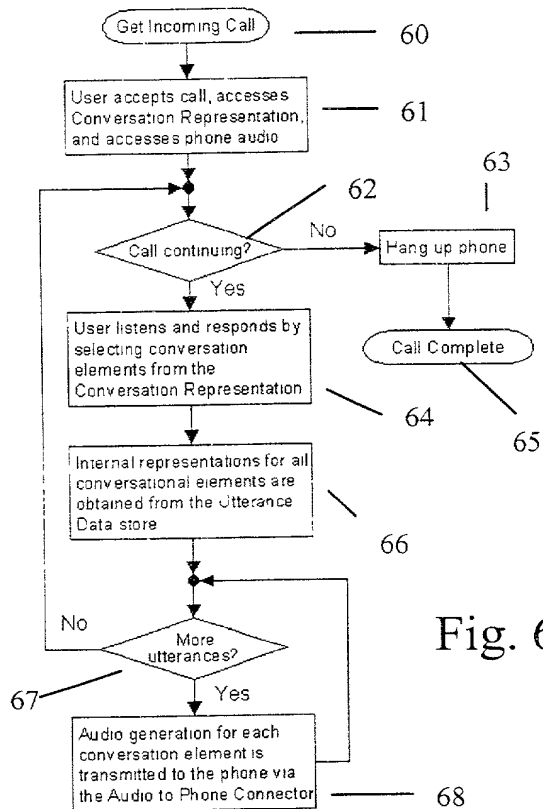 Get Incoming Call
60
User accepts call, accesses
Conversation Representation,
and accesses phone audio
61
62
63
Call continuing?
No
Hang up phone
Yes
Call Complete
65
User listens and responds by
selecting conversation
elements from the
Conversation Representation
64
Internal representations for all
conversational elements are
obtained from the Utterance
Data store
66
No
More
utterances?
Fig. 6
67
Yes
Audio generation for each
conversation element is
transmitted to the phone via
the Audio to Phone Connector
68